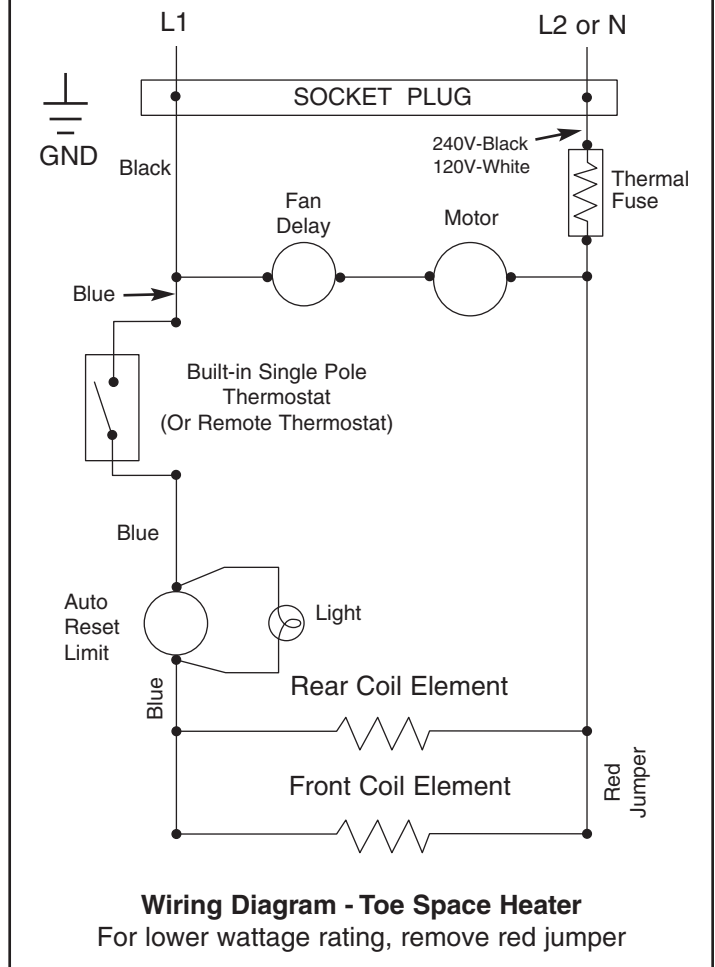 L1
L2 or N
SOCKET PLUG
GND
Black
240V-Black
120V-White
Thermal
Fuse
Fan
Delay
Motor
Blue
Built-in Single Pole
Thermostat
(Or Remote Thermostat)
Blue
Auto
Reset
Limit
Light
Blue
Rear Coil Element
Front Coil Element
Red
Jumper
Wiring Diagram - Toe Space Heater
For lower wattage rating, remove red jumper